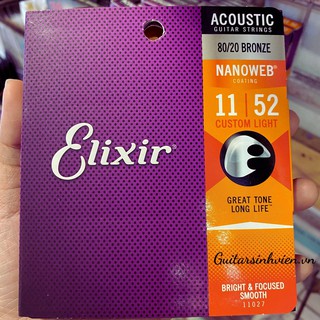 ACOUSTIC
GUITAR STRINGS
80/20 BRONZE
NANOWEB®
COATING
11 | 52
CUSTOM LIGHT
Elixir
GREAT TONE
LONG LIFE™
Guitarsinhvien.vn
BRIGHT & FOCUSED
SMOOTH
11027